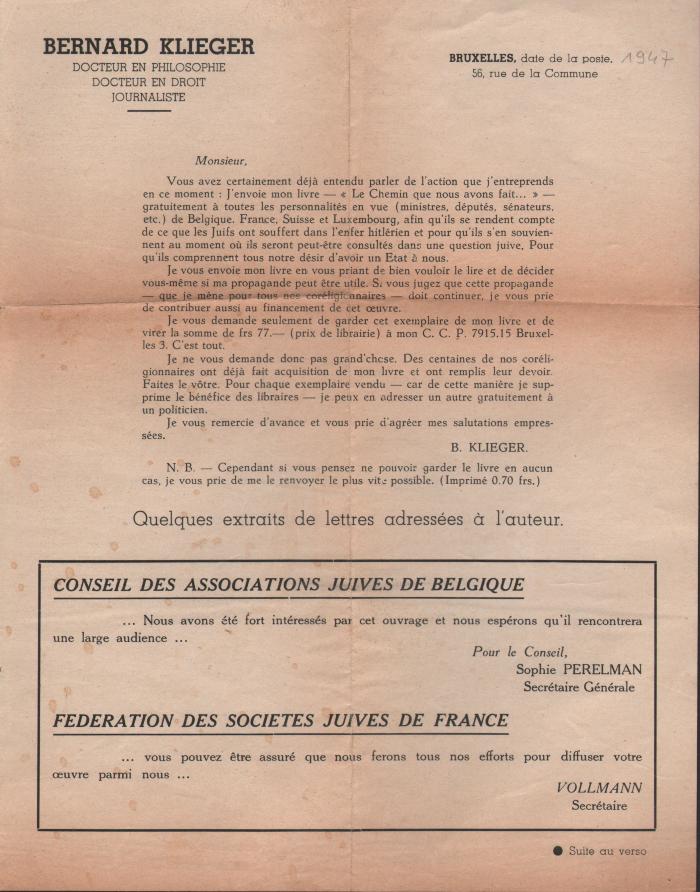 BERNARD KLIEGER
DOCTEUR EN PHILOSOPHIE
DOCTEUR EN DROIT
JOURNALISTE
BRUXELLES, date de la poste. 1947
56, rue de la Commune
Monsieur,
Vous avez certainement déjà entendu parler de l'action que j'entreprends
en ce moment : J'envoie mon livre — « Le Chemin que nous avons fait... » —
gratuitement à toutes les personnalités en vue (ministres, députés, sénateurs,
etc.) de Belgique, France, Suisse et Luxembourg, afin qu'ils se rendent compte
de ce que les Juifs ont souffert dans l'enfer hitlérien et pour qu'ils s'en souvien-
nent au moment où ils seront peut-être consultés dans une question juive. Pour
qu'ils comprennent tous notre désir d'avoir un Etat à nous.
Je vous envoie mon livre en vous priant de bien vouloir le lire et de décider
vous-même si ma propagande peut être utile. Si vous jugez que cette propagande
— que je mène pour tous nos coréligionnaires — doit continuer, je vous prie
de contribuer aussi au financement de cet œuvre.
Je vous demande seulement de garder cet exemplaire de mon livre et de
virer la somme de frs 77.— (prix de librairie) à mon C. C. P. 7915.15 Bruxel-
les 3. C'est tout.
Je ne vous demande donc pas grand'chose. Des centaines de nos coréli-
gionnaires ont déjà fait acquisition de mon livre et ont remplis leur devoir.
Faites le vôtre. Pour chaque exemplaire vendu — car de cette manière je sup-
prime le bénéfice des libraires — je peux en adresser un autre gratuitement à
un politicien.
Je vous remercie d'avance et vous prie d'agréer mes salutations empres-
sées.
B. KLIEGER.
N. B. — Cependant si vous pensez ne pouvoir garder le livre en aucun
cas, je vous prie de me le renvoyer le plus vite possible. (Imprimé 0.70 frs.)
Quelques extraits de lettres adressées à l'auteur.
CONSEIL DES ASSOCIATIONS JUIVES DE BELGIQUE
... Nous avons été fort intéressés par cet ouvrage et nous espérons qu'il rencontrera
une large audience ...
Pour le Conseil,
Sophie PERELMAN
Secrétaire Générale
FEDERATION DES SOCIETES JUIVES DE FRANCE
... vous pouvez être assuré que nous ferons tous nos efforts pour diffuser votre
œuvre parmi nous ...
VOLLMANN
Secrétaire
● Suite au verso